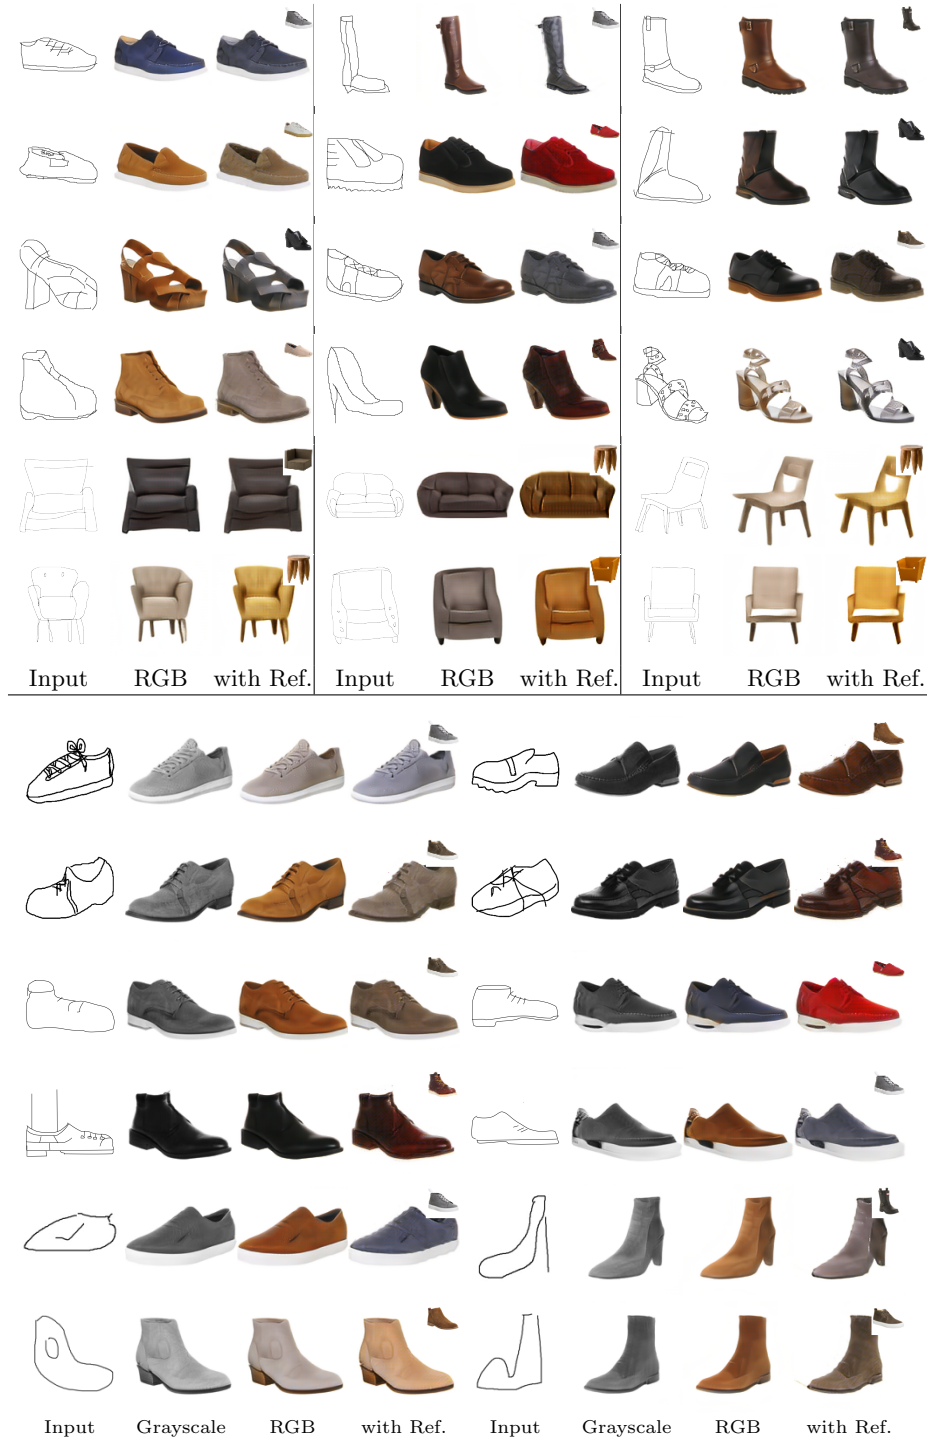 Input RGB with Ref. Input RGB with Ref. Input RGB with Ref.
Input Grayscale RGB with Ref. Input Grayscale RGB with Ref.